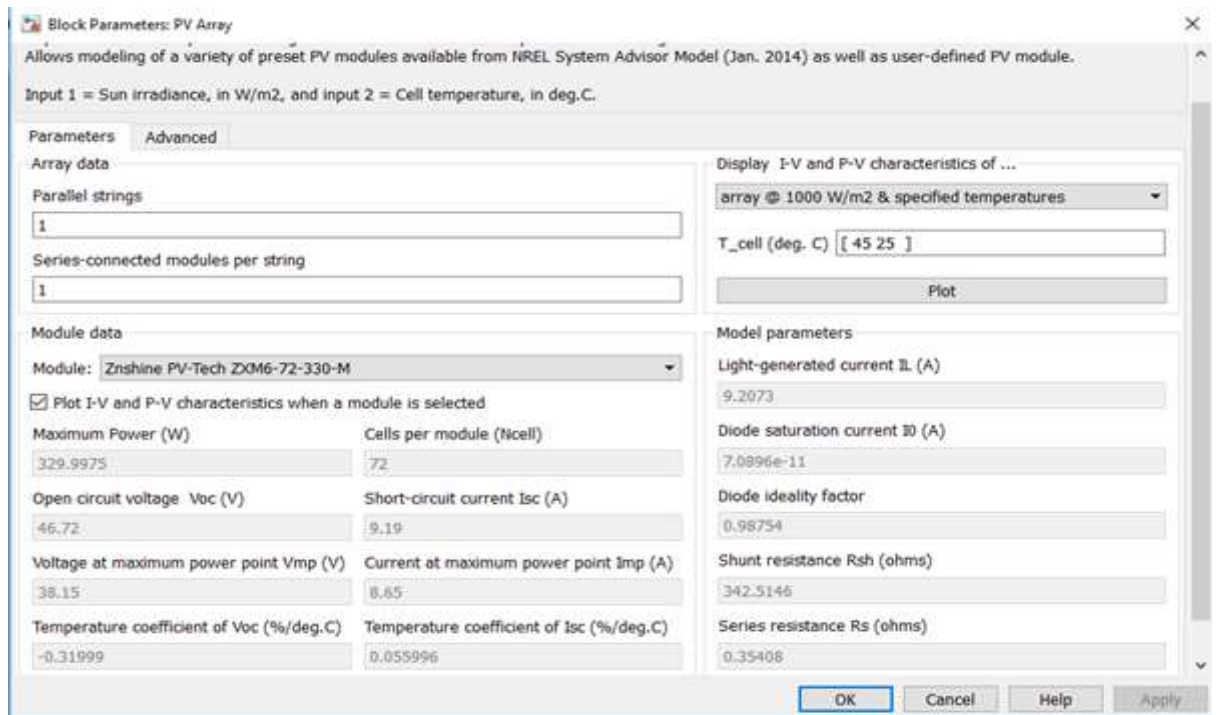 Block Parameters: PV Array
Allows modeling of a variety of preset PV modules available from NREL System Advisor Model (Jan. 2014) as well as user-defined PV module.
Input 1 = Sun irradiance, in W/m2, and input 2 = Cell temperature, in deg.C.
Parameters Advanced
Array data
Parallel strings
1
Series-connected modules per string
1
Display I-V and P-V characteristics of ...
array @ 1000 W/m2 & specified temperatures
T_cell (deg. C) [ 45 25 ]
Plot
Module data
Module: Znshine PV-Tech ZXM6-72-330-M
Plot I-V and P-V characteristics when a module is selected
Maximum Power (W) Cells per module (Ncell)
329.9975 72
Open circuit voltage Voc (V) Short-circuit current Isc (A)
46.72 9.19
Voltage at maximum power point Vmp (V) Current at maximum power point Imp (A)
38.15 8.65
Temperature coefficient of Voc (%/deg.C) Temperature coefficient of Isc (%/deg.C)
-0.31999 0.055996
Model parameters
Light-generated current IL (A)
9.2073
Diode saturation current I0 (A)
7.0896e-11
Diode ideality factor
0.98754
Shunt resistance Rsh (ohms)
342.5146
Series resistance Rs (ohms)
0.35408
OK Cancel Help Apply